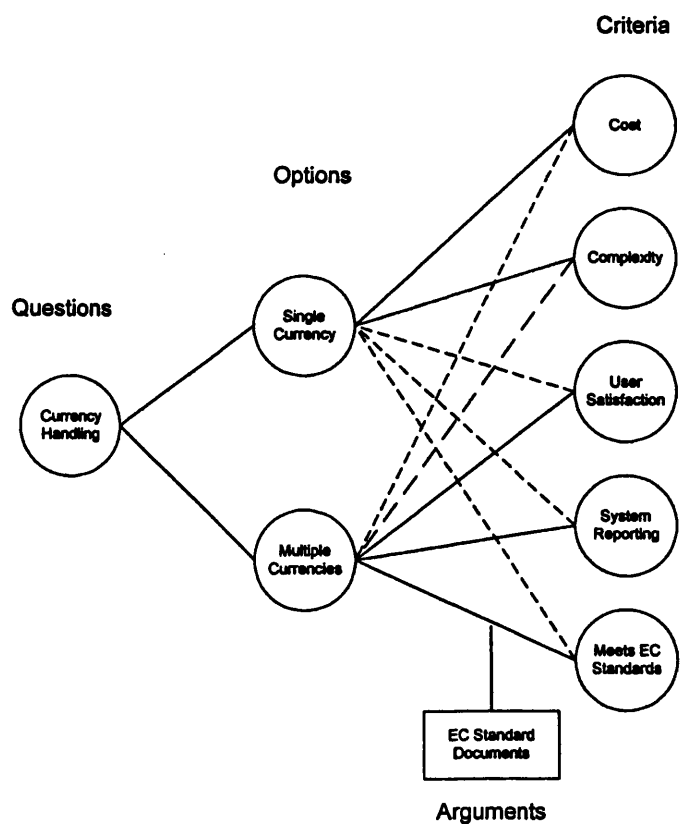 Criteria
Cost
Options
Complexity
Questions
Single
Currency
User
Satisfaction
Currency
Handling
System
Reporting
Multiple
Currencies
Meets EC
Standards
EC Standard
Documents
Arguments